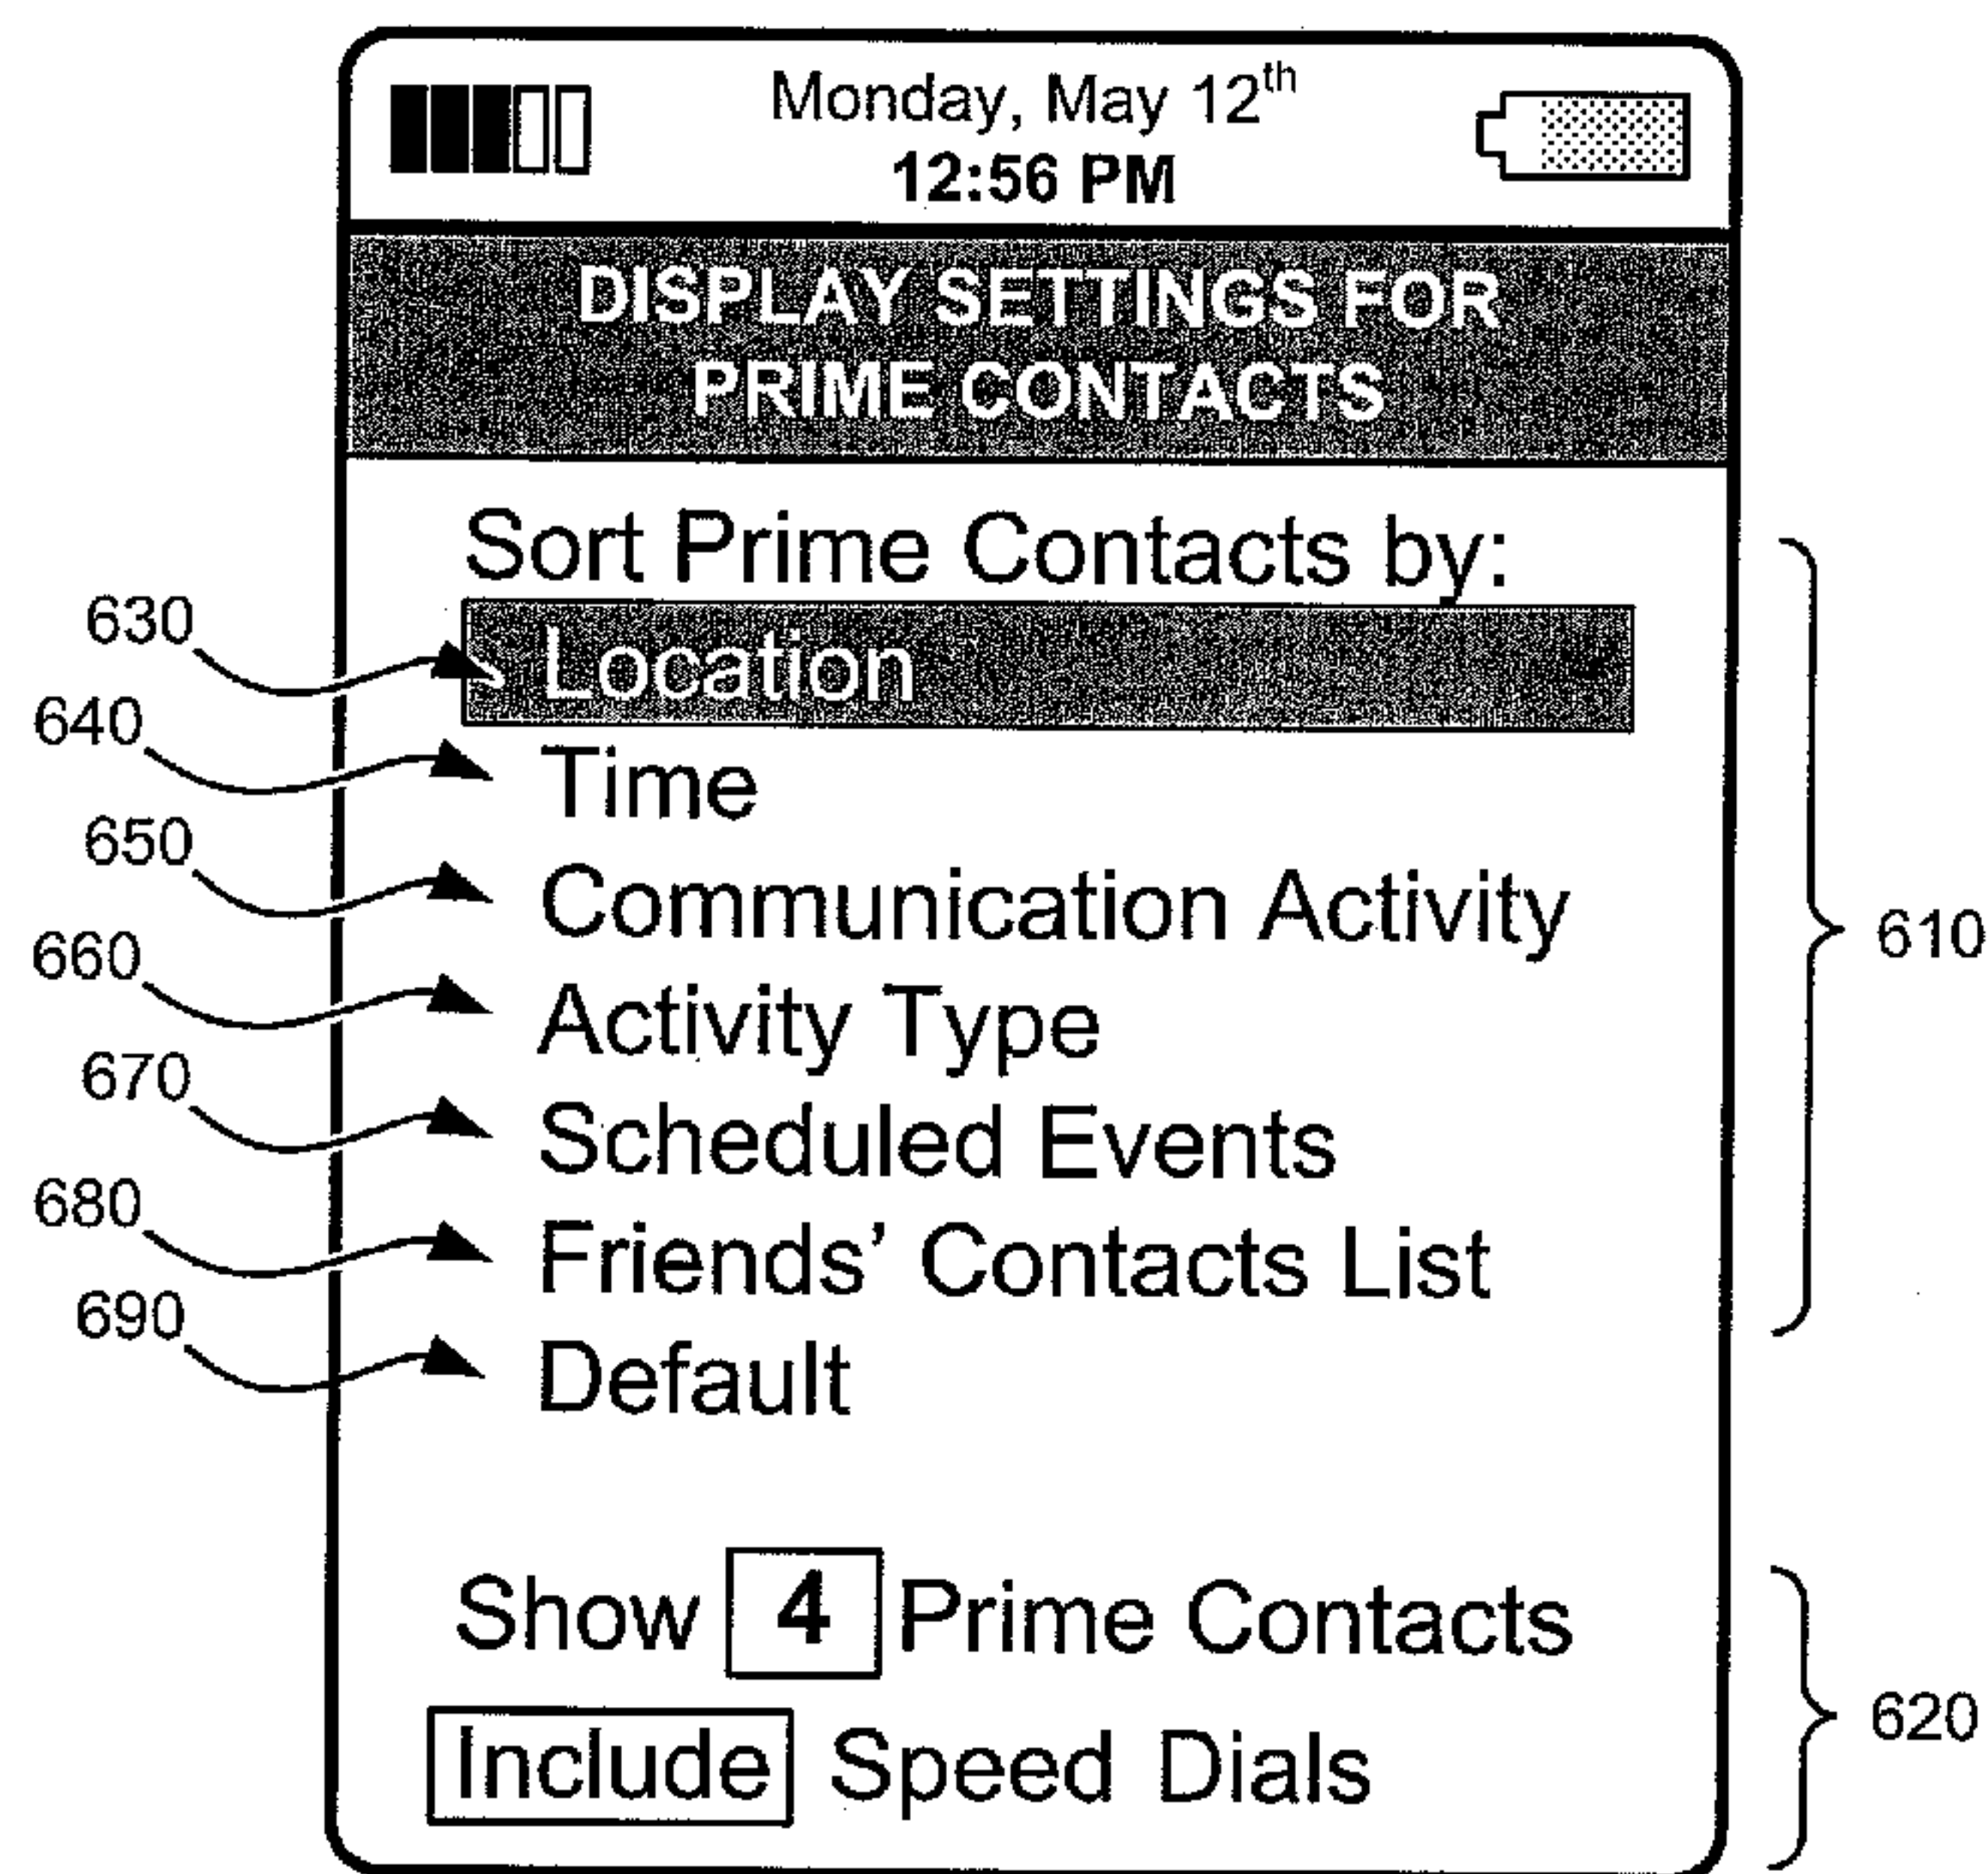 Monday, May 12th
12:56 PM
DISPLAY SETTINGS FOR
PRIME CONTACTS
Sort Prime Contacts by:
630
Location
640
Time
650
Communication Activity
610
660
Activity Type
670
Scheduled Events
680
Friends’ Contacts List
690
Default
Show 4 Prime Contacts
620
Include Speed Dials